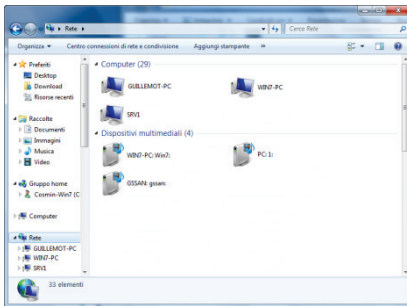 Rete
Cerca Rete
Organizza
Centro connessioni di rete e condivisione
Aggiungi stampante
»
Preferiti
Desktop
Download
Risorse recenti
Raccolte
Documenti
Immagini
Musica
Video
Gruppo home
Cosmin-Win7 (C
Computer
Rete
GUILLEMOT-PC
WIN7-PC
SRV1
Computer (29)
GUILLEMOT-PC
WIN7-PC
SRV1
Dispositivi multimediali (4)
WIN7-PC: Win7:
PC: 1:
GSSAN: gssan:
33 elementi